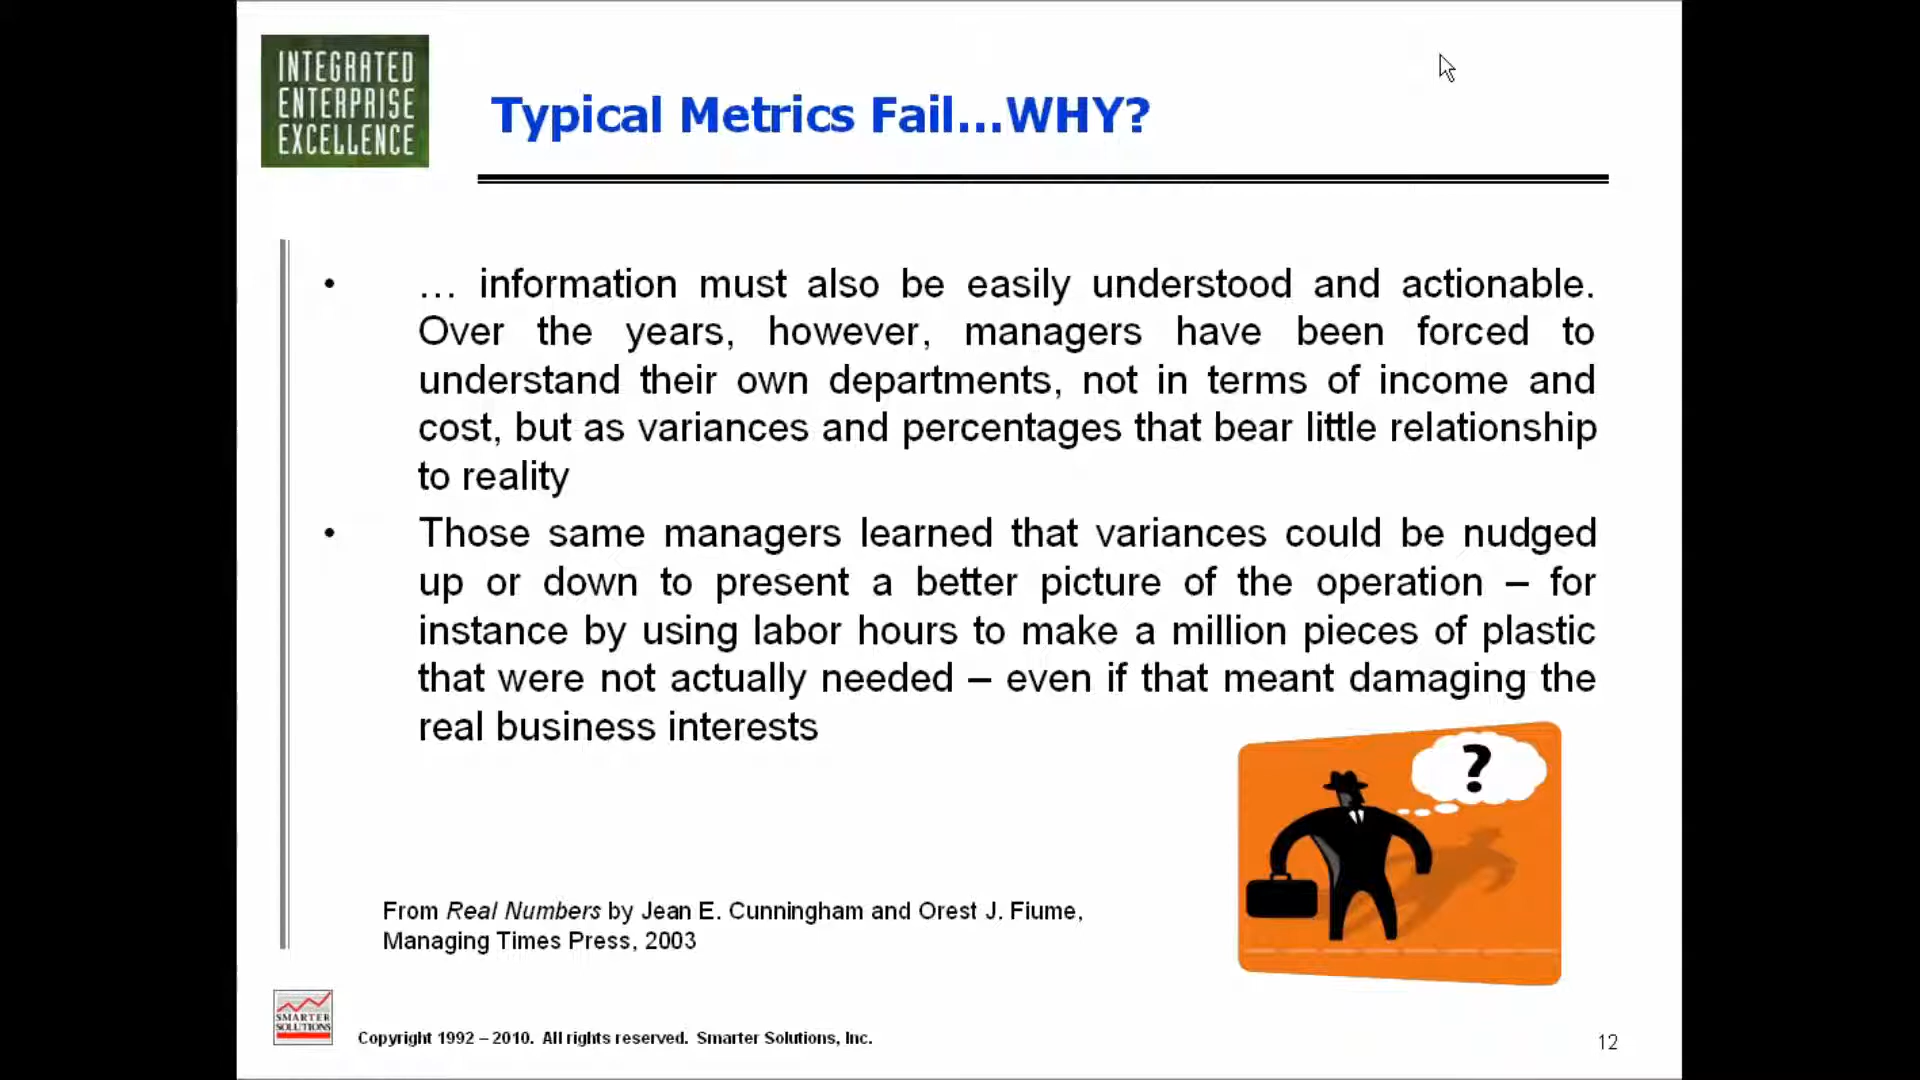 INTEGRATED
ENTERPRISE
EXCELLENCE
Typical Metrics Fail...WHY?
• … information must also be easily understood and actionable.
Over the years, however, managers have been forced to
understand their own departments, not in terms of income and
cost, but as variances and percentages that bear little relationship
to reality
• Those same managers learned that variances could be nudged
up or down to present a better picture of the operation – for
instance by using labor hours to make a million pieces of plastic
that were not actually needed – even if that meant damaging the
real business interests
?
From Real Numbers by Jean E. Cunningham and Orest J. Fiume,
Managing Times Press, 2003
SMARTER
SOLUTIONS
Copyright 1992 – 2010. All rights reserved. Smarter Solutions, Inc.
12